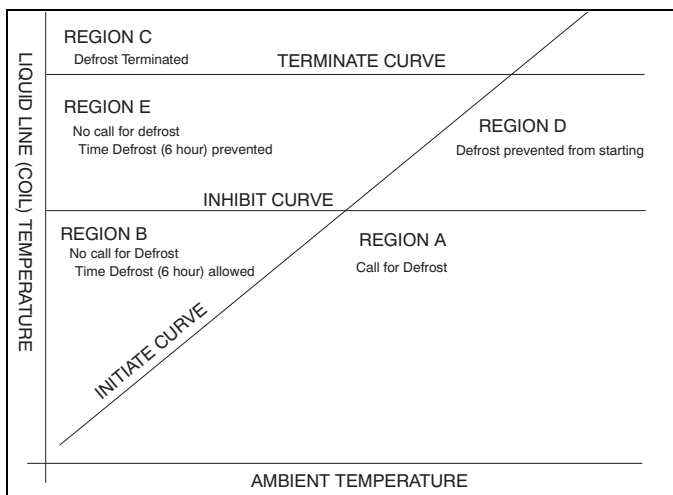 REGION C
Defrost Terminated
TERMINATE CURVE
REGION E
No call for defrost
Time Defrost (6 hour) prevented
REGION D
Defrost prevented from starting
INHIBIT CURVE
REGION B
No call for Defrost
Time Defrost (6 hour) allowed
REGION A
Call for Defrost
INITIATE CURVE
LIQUID LINE (COIL) TEMPERATURE
AMBIENT TEMPERATURE